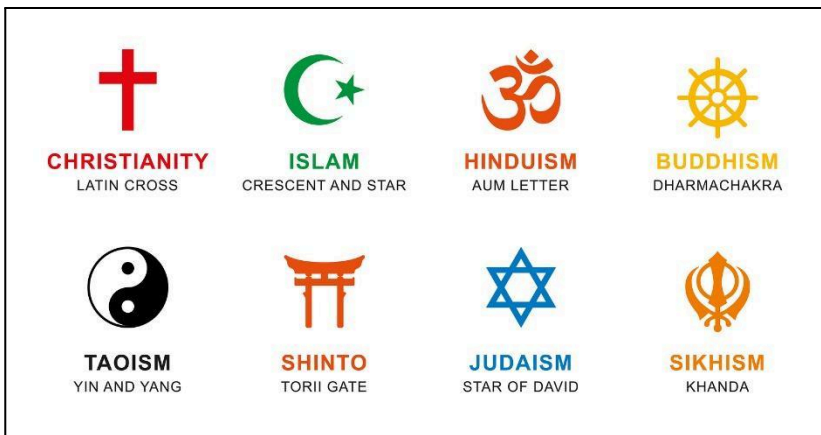 CHRISTIANITY
LATIN CROSS
ISLAM
CRESCENT AND STAR
HINDUISM
AUM LETTER
BUDDHISM
DHARMACHAKRA
TAOISM
YIN AND YANG
SHINTO
TORII GATE
JUDAISM
STAR OF DAVID
SIKHISM
KHANDA